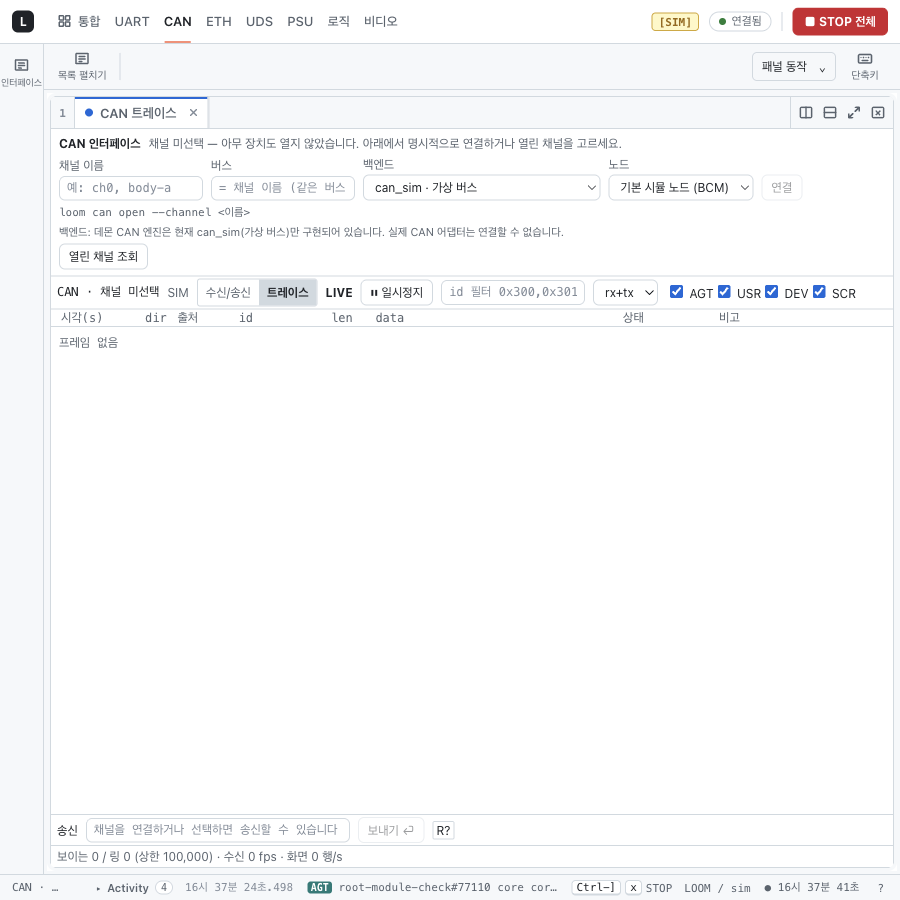 L 통합 UART CAN ETH UDS PSU 로직 비디오 [SIM] 연결됨 STOP 전체
인터페이스 목록 펼치기 패널 동작 단축키
1 CAN 트레이스 ×
CAN 인터페이스 채널 미선택 — 아무 장치도 열지 않았습니다. 아래에서 명시적으로 연결하거나 열린 채널을 고르세요.
채널 이름 버스 백엔드 노드
예: ch0, body-a = 채널 이름 (같은 버스 can_sim · 가상 버스 기본 시뮬 노드 (BCM) 연결
loom can open --channel <이름>
백엔드: 데몬 CAN 엔진은 현재 can_sim(가상 버스)만 구현되어 있습니다. 실제 CAN 어댑터는 연결할 수 없습니다.
열린 채널 조회
CAN · 채널 미선택 SIM 수신/송신 트레이스 LIVE 일시정지 id 필터 0x300,0x301 rx+tx AGT USR DEV SCR
시각(s) dir 출처 id len data 상태 비고
프레임 없음
송신 채널을 연결하거나 선택하면 송신할 수 있습니다 보내기 ⏎ R?
보이는 0 / 링 0 (상한 100,000) · 수신 0 fps · 화면 0 행/s
CAN · … ▸ Activity 4 16시 37분 24초.498 AGT root-module-check#77110 core cor… Ctrl-] x STOP LOOM / sim ● 16시 37분 41초 ?